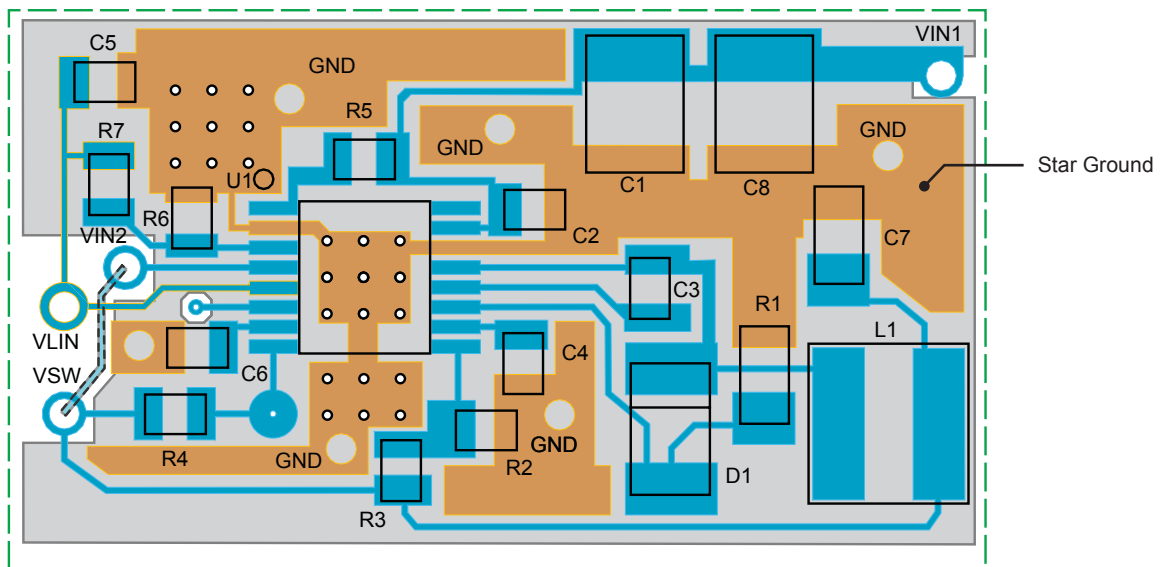 C5
VIN1
GND
R5
GND
R7
GND
Star Ground
U1
C1
C8
R6
C2
VIN2
C7
C3
R1
VLIN
L1
C4
C6
VSW
R4
GND
R2
GND
D1
R3